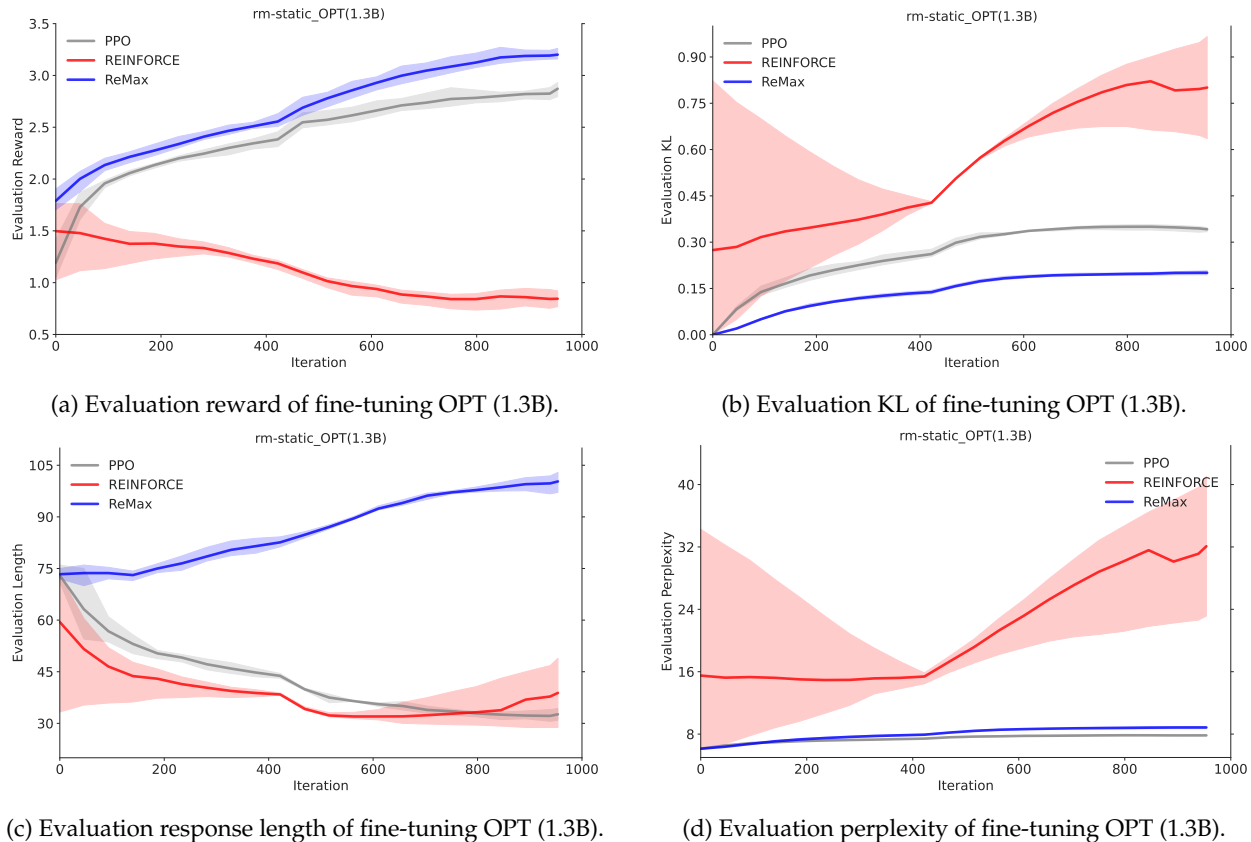 rm-static_OPT(1.3B)
3.5
3.0
2.5
2.0
1.5
1.0
0.5
Evaluation Reward
PPO
REINFORCE
ReMax
0 200 400 600 800 1000
Iteration
(a) Evaluation reward of fine-tuning OPT (1.3B).
rm-static_OPT(1.3B)
0.90
0.75
0.60
0.45
0.30
0.15
0.00
Evaluation KL
PPO
REINFORCE
ReMax
0 200 400 600 800 1000
Iteration
(b) Evaluation KL of fine-tuning OPT (1.3B).
rm-static_OPT(1.3B)
105
90
75
60
45
30
Evaluation Length
PPO
REINFORCE
ReMax
0 200 400 600 800 1000
Iteration
(c) Evaluation response length of fine-tuning OPT (1.3B).
rm-static_OPT(1.3B)
40
32
24
16
8
Evaluation Perplexity
PPO
REINFORCE
ReMax
0 200 400 600 800 1000
Iteration
(d) Evaluation perplexity of fine-tuning OPT (1.3B).